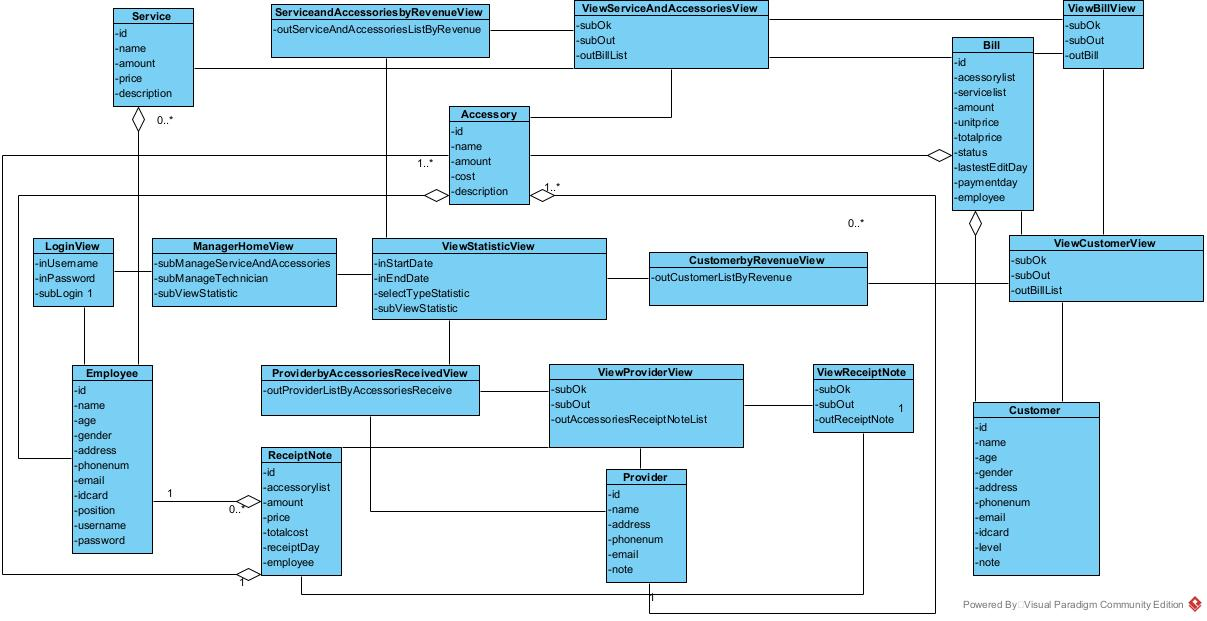 Service
-id
-name
-amount
-price
-description
0..*
ServiceandAccessoriesbyRevenueView
-outServiceAndAccessoriesListByRevenue
ViewServiceAndAccessoriesView
-subOk
-subOut
-outBillList
ViewBillView
-subOk
-subOut
-outBill
Bill
-id
-acessorylist
-servicelist
-amount
-unitprice
-totalprice
-status
-lastestEditDay
-paymentday
-employee
Accessory
-id
-name
-amount
-cost
-description
1..*
1..*
0..*
LoginView
-inUsername
-inPassword
-subLogin 1
ManagerHomeView
-subManageServiceAndAccessories
-subManageTechnician
-subViewStatistic
ViewStatisticView
-inStartDate
-inEndDate
-selectTypeStatistic
-subViewStatistic
CustomerbyRevenueView
-outCustomerListByRevenue
ViewCustomerView
-subOk
-subOut
-outBillList
Employee
-id
-name
-age
-gender
-address
-phonenum
-email
-idcard
-position
-username
-password
1
0..*
ProviderbyAccessoriesReceivedView
-outProviderListByAccessoriesReceive
ViewProviderView
-subOk
-subOut
-outAccessoriesReceiptNoteList
ViewReceiptNote
-subOk
-subOut
1
-outReceiptNote
ReceiptNote
-id
-accessorylist
-amount
-price
-totalcost
-receiptDay
-employee
1
Provider
-id
-name
-address
-phonenum
-email
-note
1
Customer
-id
-name
-age
-gender
-address
-phonenum
-email
-idcard
-level
-note
Powered By Visual Paradigm Community Edition